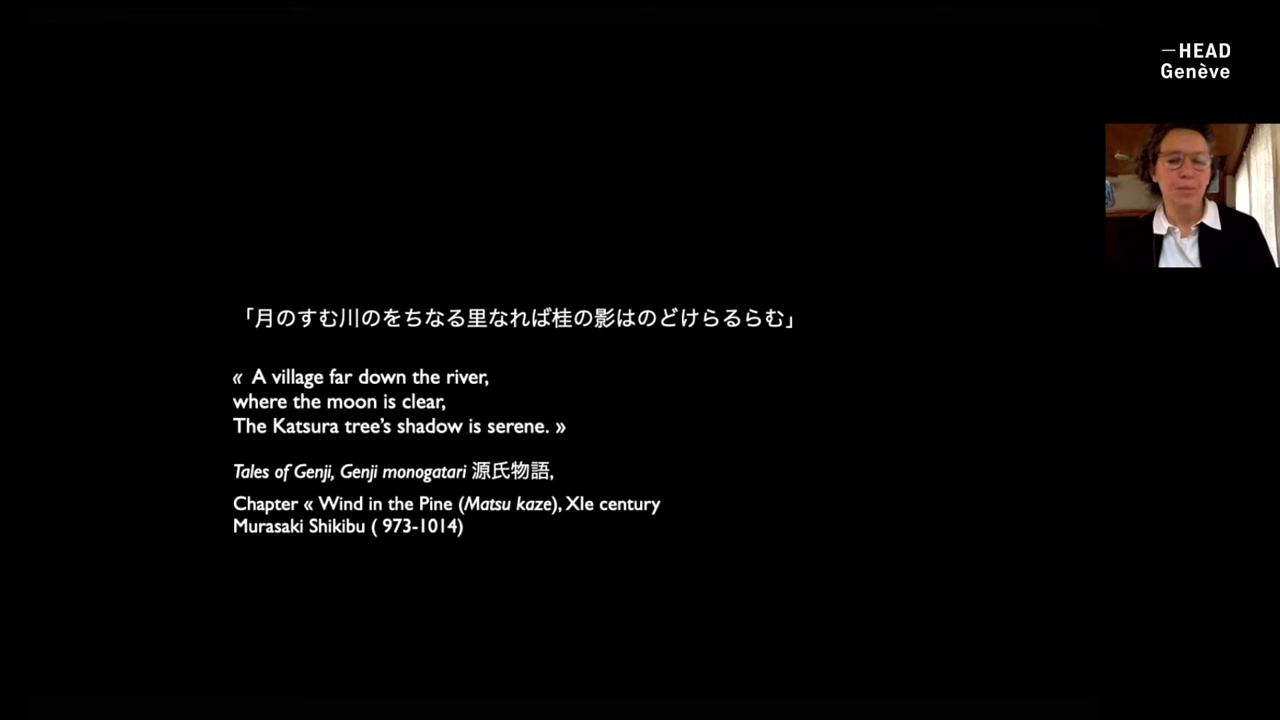 —HEAD
Genève
「月のすむ川のをちなる里なれば桂の影はのどけらるらむ」
« A village far down the river,
where the moon is clear,
The Katsura tree’s shadow is serene. »
Tales of Genji, Genji monogatari 源氏物語,
Chapter « Wind in the Pine (Matsu kaze), XIe century
Murasaki Shikibu ( 973-1014)